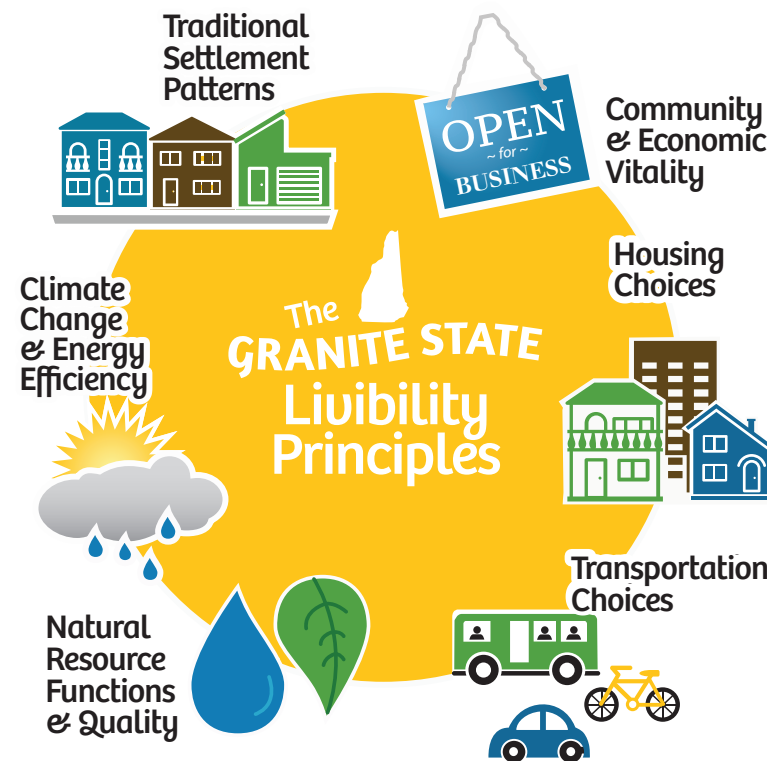 Traditional
Settlement
Patterns
OPEN
~ for ~
BUSINESS
Community
& Economic
Vitality
Housing
Choices
Climate
Change
& Energy
Efficiency
The
GRANITE STATE
Livibility
Principles
Transportation
Choices
Natural
Resource
Functions
& Quality